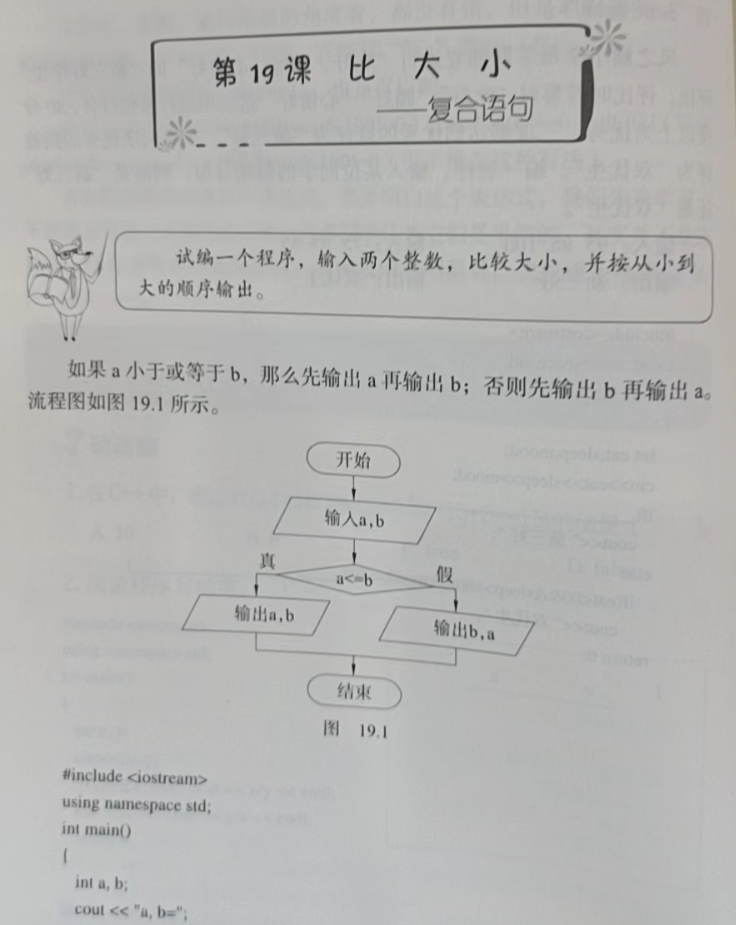 第 19 课 比 大 小
——复合语句
试编一个程序，输入两个整数，比较大小，并按从小到
大的顺序输出。
如果 a 小于或等于 b，那么先输出 a 再输出 b；否则先输出 b 再输出 a。
流程图如图 19.1 所示。
开始
输入a,b
真
a<=b
假
输出a,b
输出b,a
结束
图 19.1
#include <iostream>
using namespace std;
int main()
{
int a, b;
cout << "a, b=";